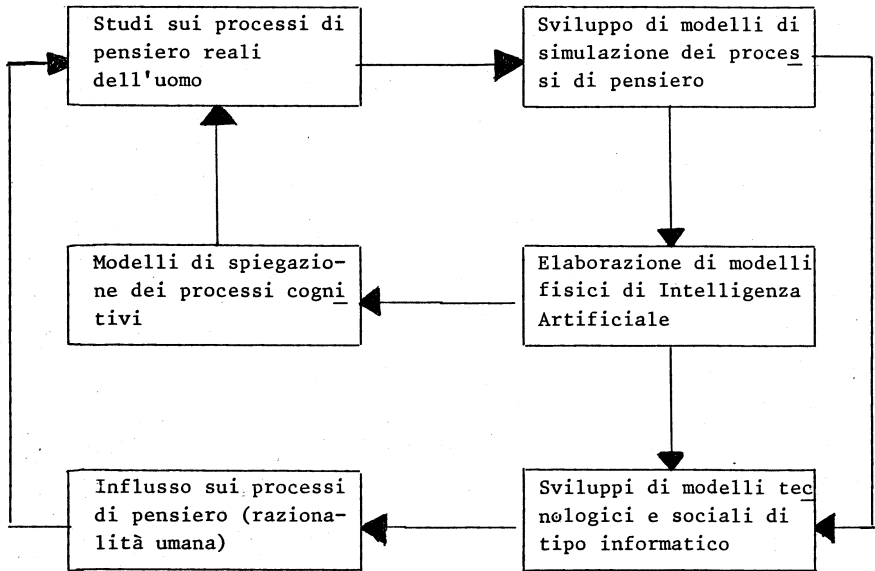 Studi sui processi di
pensiero reali
dell'uomo
Sviluppo di modelli di
simulazione dei proces
si di pensiero
Modelli di spiegazio-
ne dei processi cogni
tivi
Elaborazione di modelli
fisici di Intelligenza
Artificiale
Influsso sui processi
di pensiero (raziona-
lità umana)
Sviluppi di modelli tec
nologici e sociali di
tipo informatico